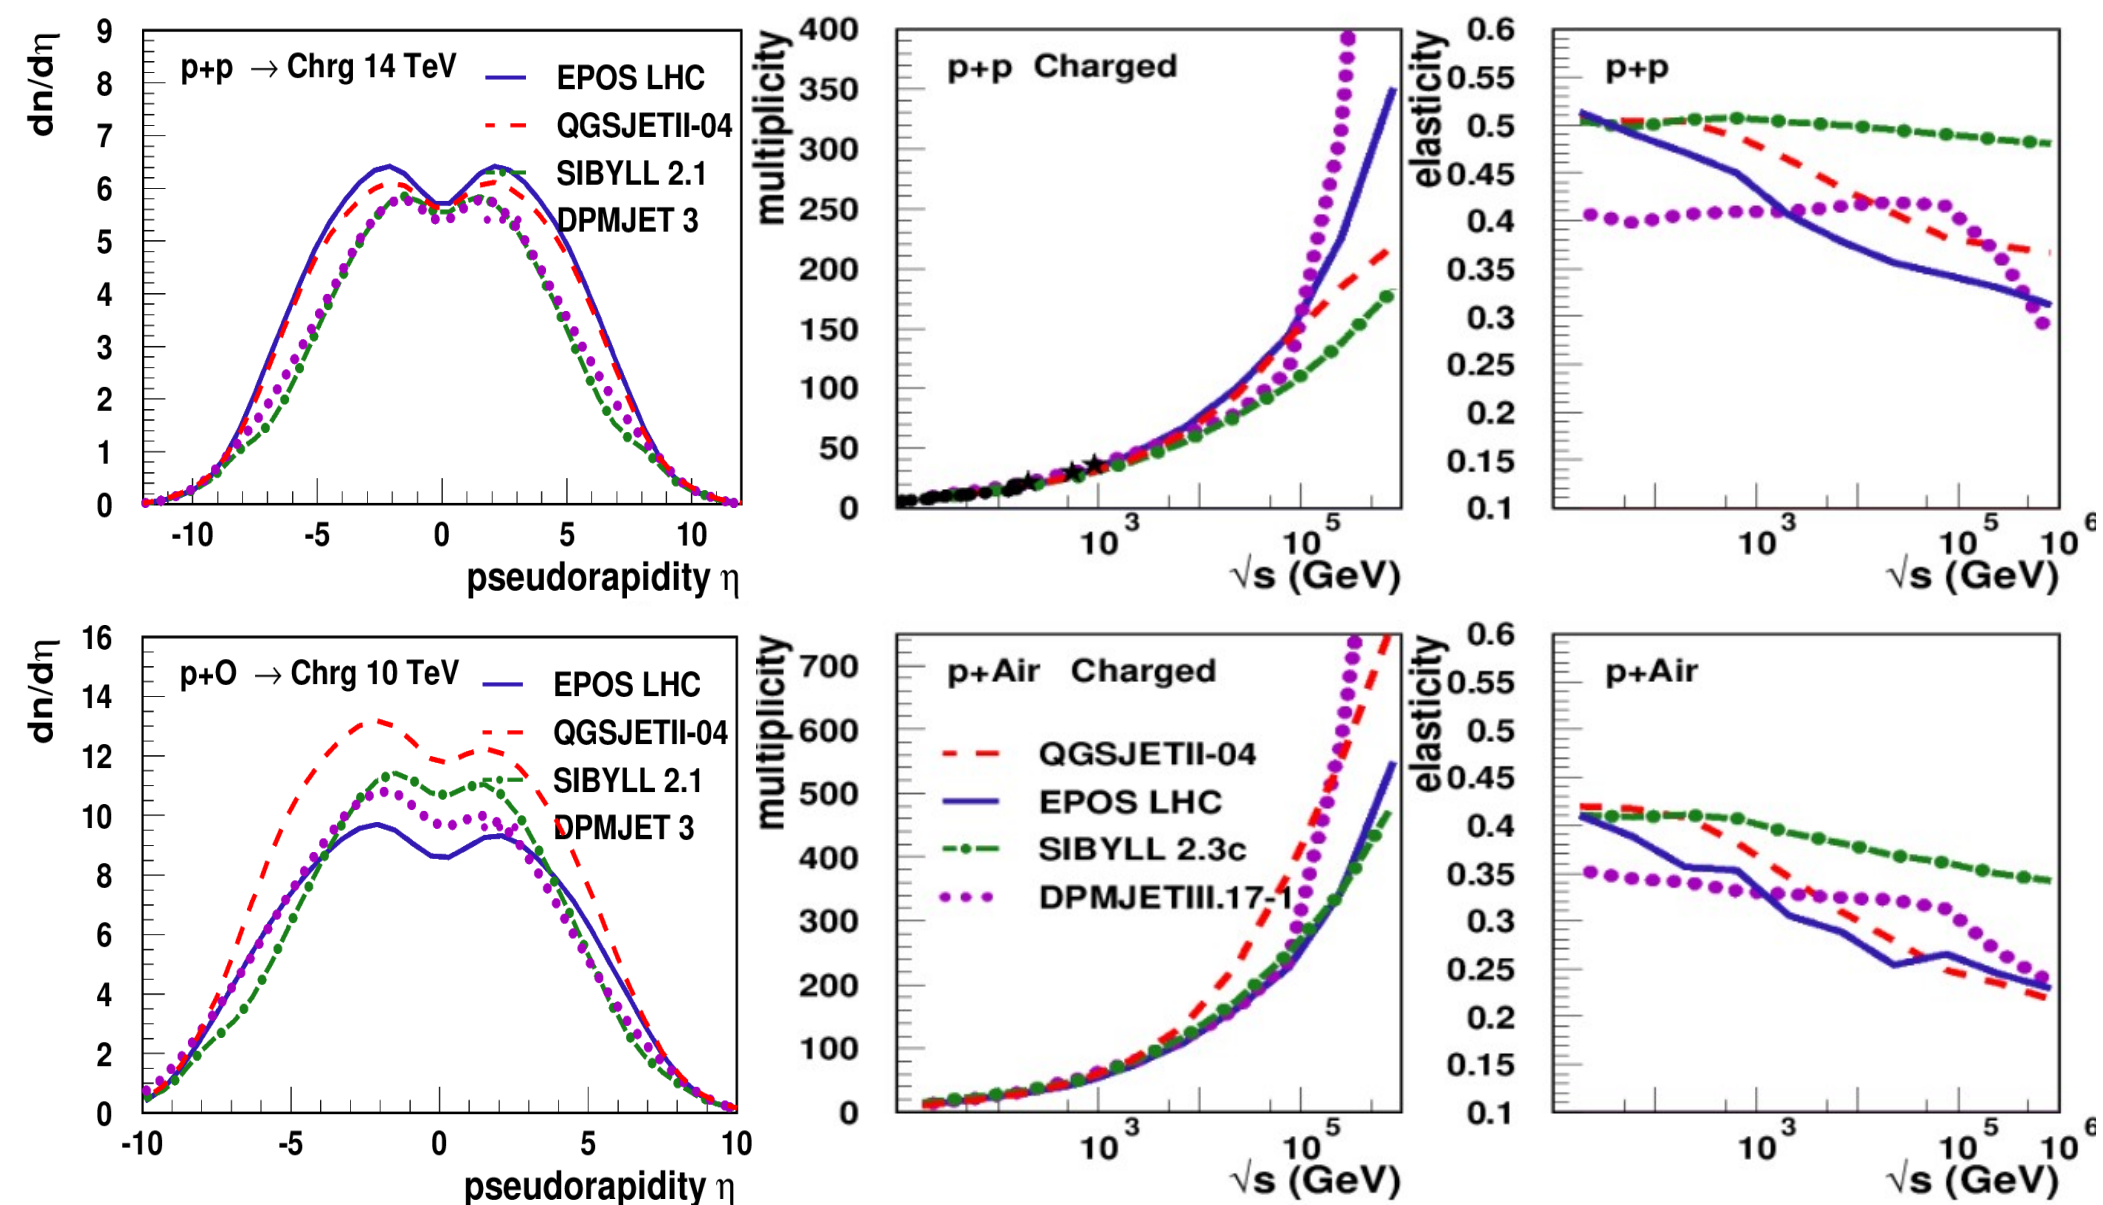 dn/dη
9
8
7
6
5
4
3
2
1
0
p+p → Chrg 14 TeV
EPOS LHC
QGSJETII-04
SIBYLL 2.1
DPMJET 3
-10 -5 0 5 10
pseudorapidity η
multiplicity
400
350
300
250
200
150
100
50
0
p+p Charged
10 3 10 5
√s (GeV)
elasticity
0.6
0.55
0.5
0.45
0.4
0.35
0.3
0.25
0.2
0.15
0.1
p+p
10 3 10 5 10 6
√s (GeV)
dn/dη
16
14
12
10
8
6
4
2
0
p+O → Chrg 10 TeV
EPOS LHC
QGSJETII-04
SIBYLL 2.1
DPMJET 3
-10 -5 0 5 10
pseudorapidity η
multiplicity
700
600
500
400
300
200
100
0
p+Air Charged
QGSJETII-04
EPOS LHC
SIBYLL 2.3c
DPMJETIII.17-1
10 3 10 5
√s (GeV)
elasticity
0.6
0.55
0.5
0.45
0.4
0.35
0.3
0.25
0.2
0.15
0.1
p+Air
10 3 10 5 10 6
√s (GeV)